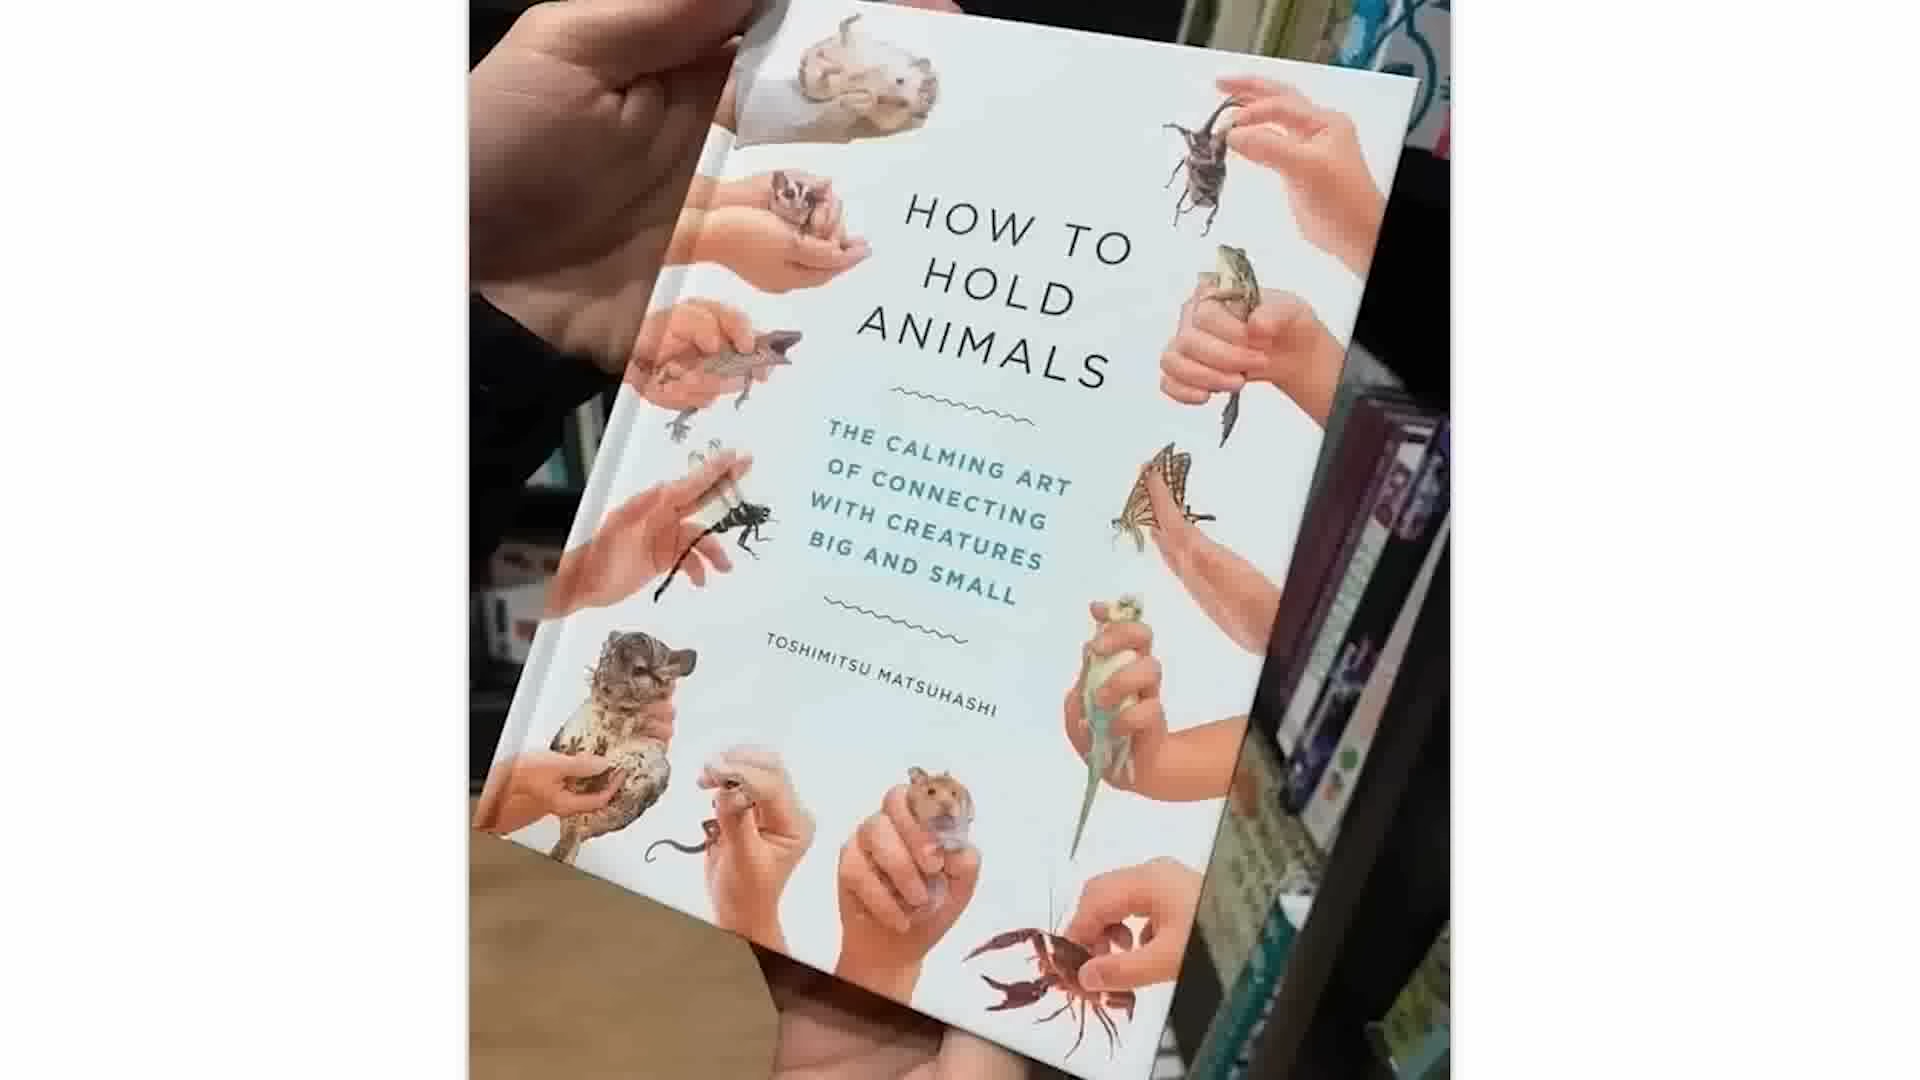 HOW TO
HOLD
ANIMALS
THE CALMING ART
OF CONNECTING
WITH CREATURES
BIG AND SMALL
TOSHIMITSU MATSUHASHI